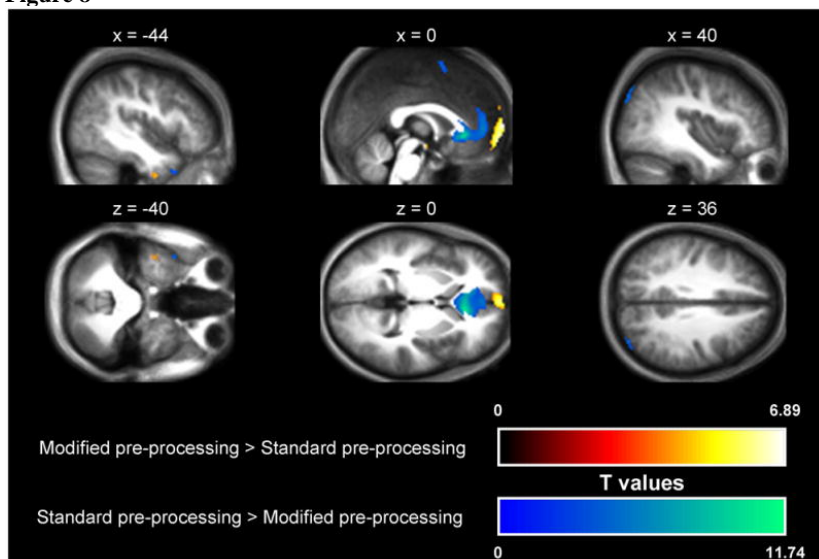 x = -44 x = 0 x = 40
z = -40 z = 0 z = 36
0 6.89
Modified pre-processing > Standard pre-processing
T values
Standard pre-processing > Modified pre-processing
0 11.74